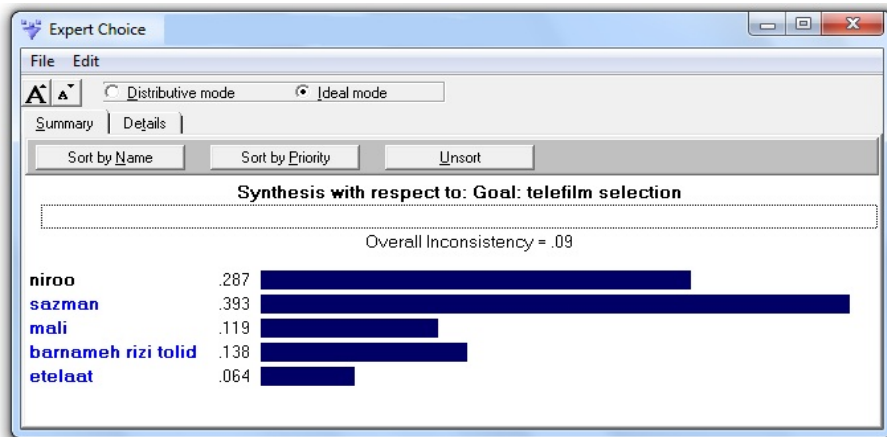 Expert Choice
File Edit
A A Distributive mode Ideal mode
Summary Details
Sort by Name Sort by Priority Unsort
Synthesis with respect to: Goal: telefilm selection
Overall Inconsistency = .09
niroo .287
sazman .393
mali .119
barnameh rizi tolid .138
etelaat .064